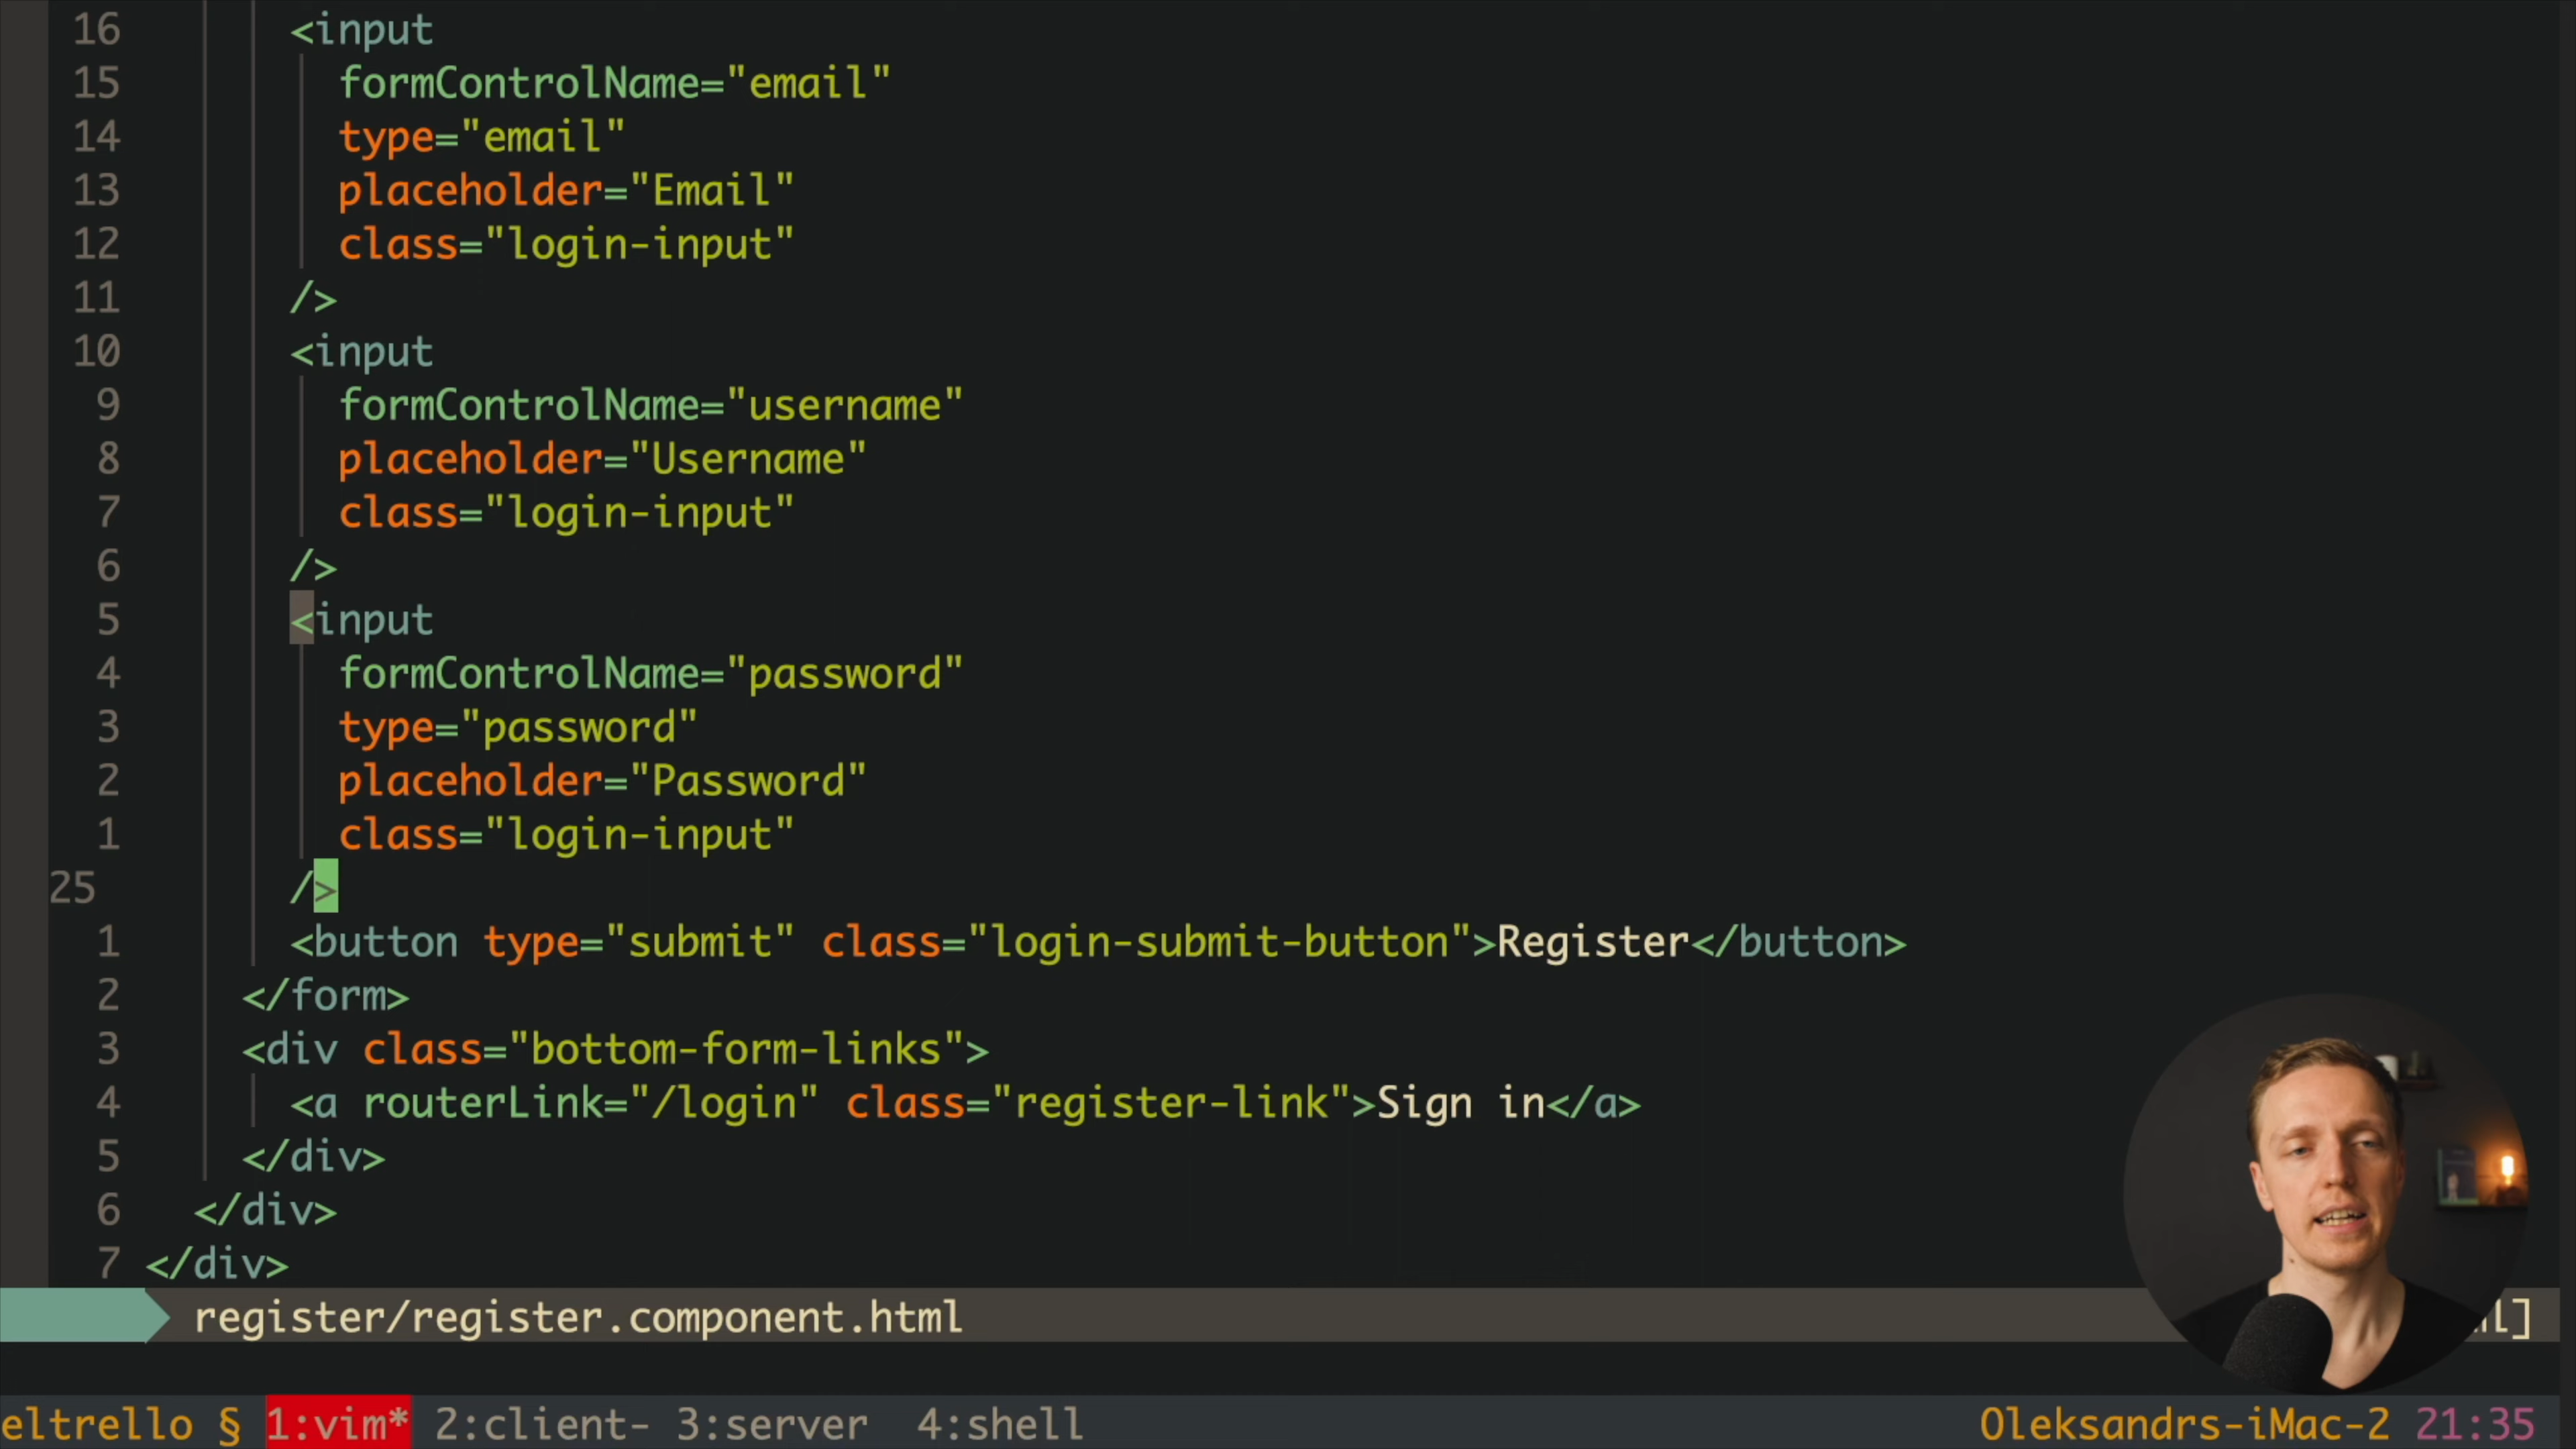 16 <input
15 formControlName="email"
14 type="email"
13 placeholder="Email"
12 class="login-input"
11 />
10 <input
9 formControlName="username"
8 placeholder="Username"
7 class="login-input"
6 />
5 <input
4 formControlName="password"
3 type="password"
2 placeholder="Password"
1 class="login-input"
25 />
1 <button type="submit" class="login-submit-button">Register</button>
2 </form>
3 <div class="bottom-form-links">
4 <a routerLink="/login" class="register-link">Sign in</a>
5 </div>
6 </div>
7 </div>
register/register.component.html
eltrello § 1:vim* 2:client- 3:server 4:shell Oleksandrs-iMac-2 21:35